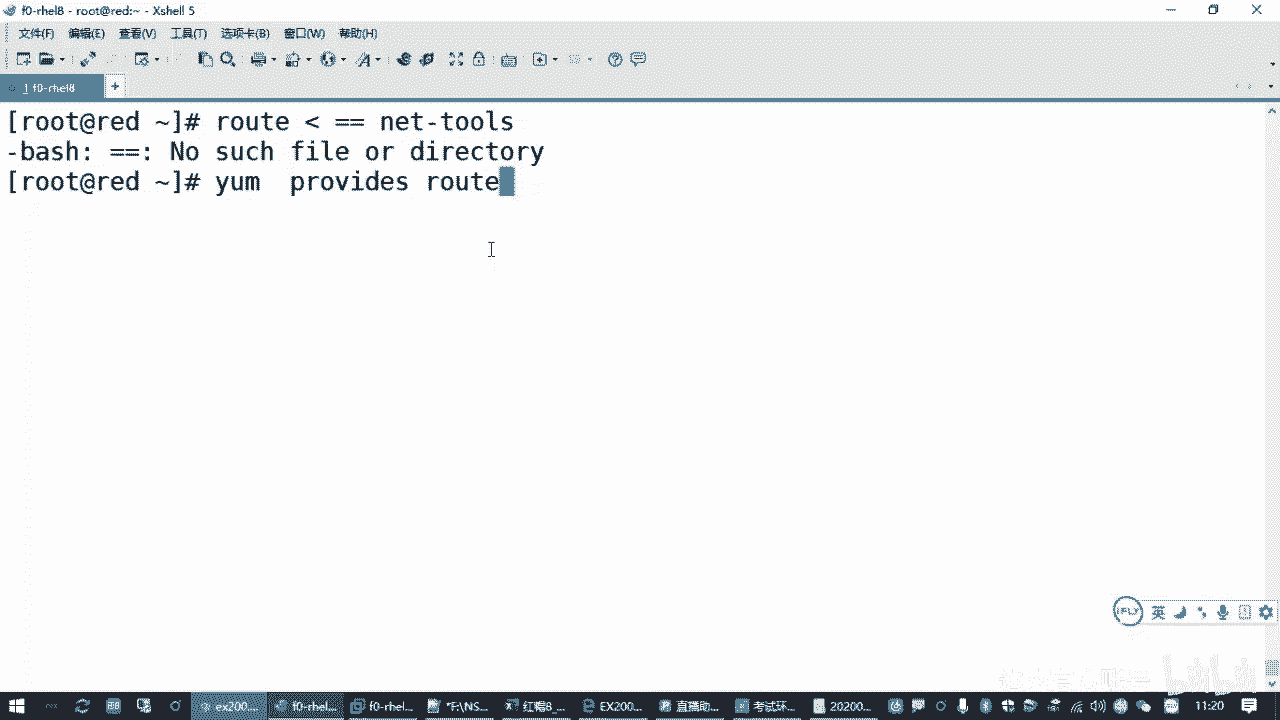 f0-rhel8 - root@red:~ - Xshell 5
文件(F) 编辑(E) 查看(V) 工具(T) 选项卡(B) 窗口(W) 帮助(H)
1 f0-rhel8 +
[root@red ~]# route < == net-tools
-bash: ==: No such file or directory
[root@red ~]# yum  provides route
iFLY 英
ex200... f0-rhel... f0-rhel... *F:\NS... 红帽8_... EX200... 直播助... 考试环... 20200... 11:20